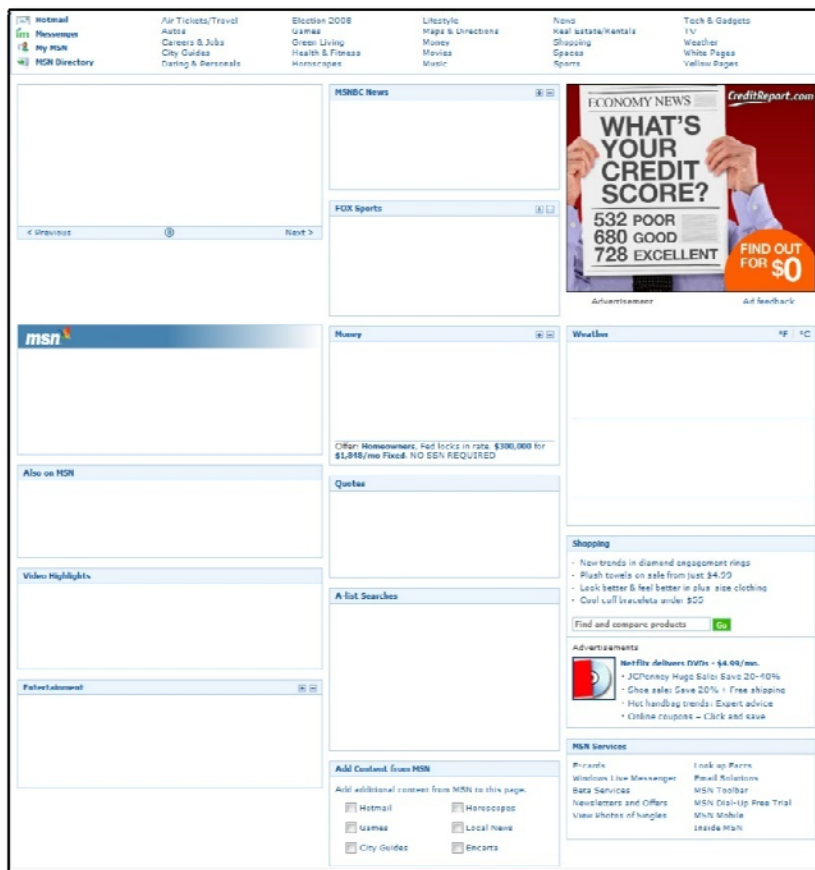 Hotmail
Messenger
My MSN
MSN Directory
Air Tickets/Travel
Autos
Careers & Jobs
City Guides
Dating & Personals
Election 2008
Games
Green Living
Health & Fitness
Horoscopes
Lifestyle
Maps & Directions
Money
Movies
Music
News
Real Estate/Rentals
Shopping
Spaces
Sports
Tech & Gadgets
TV
Weather
White Pages
Yellow Pages
< Previous
Next >
msn
Also on MSN
Video Highlights
Entertainment
MSNBC News
FOX Sports
Money
Offer: Homeowners, Fed locks in rate. $300,000 for
$1,848/mo Fixed. NO SSN REQUIRED
Quotes
A-list Searches
Add Content from MSN
Add additional content from MSN to this page.
Hotmail
Horoscopes
Games
Local News
City Guides
Encarta
ECONOMY NEWS
CreditReport.com
WHAT'S
YOUR
CREDIT
SCORE?
532 POOR
680 GOOD
728 EXCELLENT
FIND OUT
FOR $0
Advertisement
Ad feedback
Weather
°F | °C
Shopping
· New trends in diamond engagement rings
· Plush towels on sale from just $4.99
· Look better & feel better in plus-size clothing
· Cool cuff bracelets under $55
Find and compare products
Go
Advertisements
Netflix delivers DVDs - $4.99/mo.
· JCPenney Huge Sale: Save 20-40%
· Shoe sale: Save 20% + Free shipping
· Hot handbag trends: Expert advice
· Online coupons – Click and save
MSN Services
E-cards
Windows Live Messenger
Beta Services
Newsletters and Offers
View Photos of Singles
Look up Facts
Email Solutions
MSN Toolbar
MSN Dial-Up Free Trial
MSN Mobile
Inside MSN